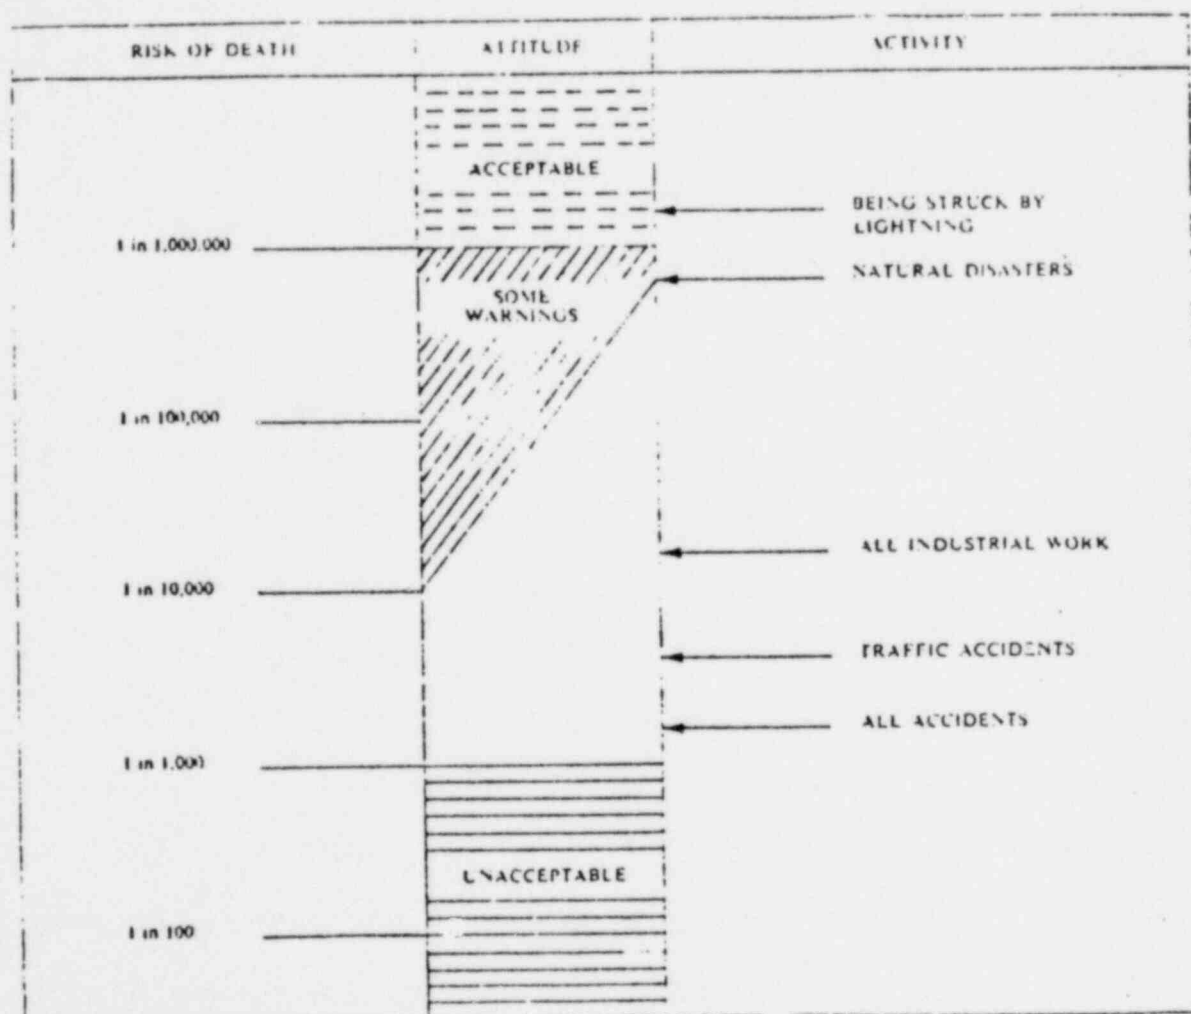 RISK OF DEATH
ATTITUDE
ACTIVITY
ACCEPTABLE
BEING STRUCK BY
LIGHTNING
1 in 1,000,000
NATURAL DISASTERS
SOME
WARNINGS
1 in 100,000
ALL INDUSTRIAL WORK
1 in 10,000
TRAFFIC ACCIDENTS
ALL ACCIDENTS
1 in 1,000
UNACCEPTABLE
1 in 100